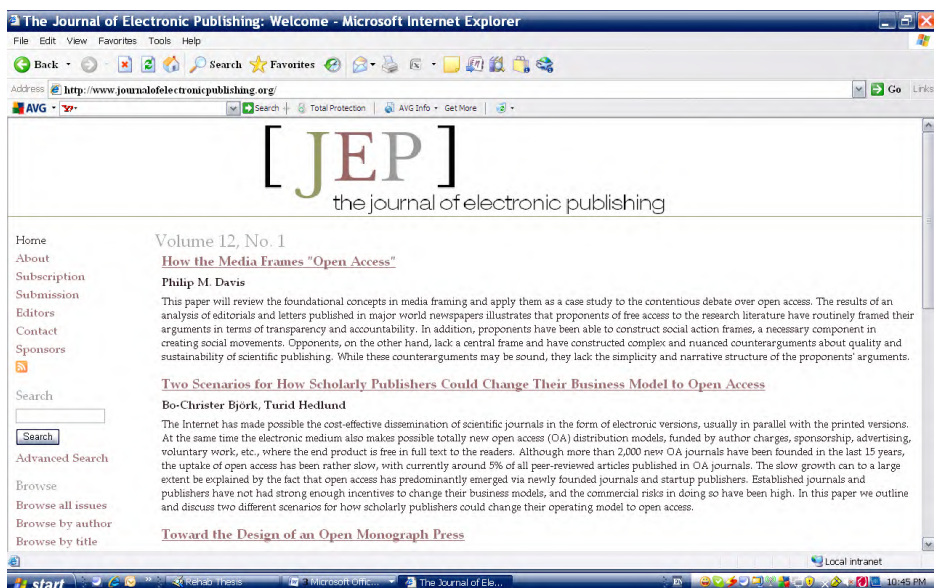 The Journal of Electronic Publishing: Welcome - Microsoft Internet Explorer
File Edit View Favorites Tools Help
Back Search Favorites
Address http://www.journalofelectronicpublishing.org/ Go Links
AVG Search Total Protection AVG Info Get More
[ JEP ]
the journal of electronic publishing
Home
About
Subscription
Submission
Editors
Contact
Sponsors
Search
Search
Advanced Search
Browse
Browse all issues
Browse by author
Browse by title
Volume 12, No. 1
How the Media Frames "Open Access"
Philip M. Davis
This paper will review the foundational concepts in media framing and apply them as a case study to the contentious debate over open access. The results of an
analysis of editorials and letters published in major world newspapers illustrates that proponents of free access to the research literature have routinely framed their
arguments in terms of transparency and accountability. In addition, proponents have been able to construct social action frames, a necessary component in
creating social movements. Opponents, on the other hand, lack a central frame and have constructed complex and nuanced counterarguments about quality and
sustainability of scientific publishing. While these counterarguments may be sound, they lack the simplicity and narrative structure of the proponents' arguments.
Two Scenarios for How Scholarly Publishers Could Change Their Business Model to Open Access
Bo-Christer Björk, Turid Hedlund
The Internet has made possible the cost-effective dissemination of scientific journals in the form of electronic versions, usually in parallel with the printed versions.
At the same time the electronic medium also makes possible totally new open access (OA) distribution models, funded by author charges, sponsorship, advertising,
voluntary work, etc., where the end product is free in full text to the readers. Although more than 2,000 new OA journals have been founded in the last 15 years,
the uptake of open access has been rather slow, with currently around 5% of all peer-reviewed articles published in OA journals. The slow growth can to a large
extent be explained by the fact that open access has predominantly emerged via newly founded journals and startup publishers. Established journals and
publishers have not had strong enough incentives to change their business models, and the commercial risks in doing so have been high. In this paper we outline
and discuss two different scenarios for how scholarly publishers could change their operating model to open access.
Toward the Design of an Open Monograph Press
Local intranet
start Rehab Thesis Microsoft Offic... The Journal of Ele... EN 10:45 PM